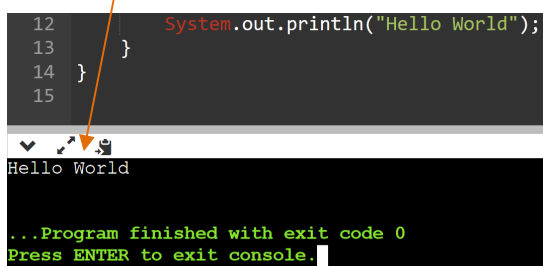 12 System.out.println("Hello World");
13 }
14 }
15
Hello World
...Program finished with exit code 0
Press ENTER to exit console.